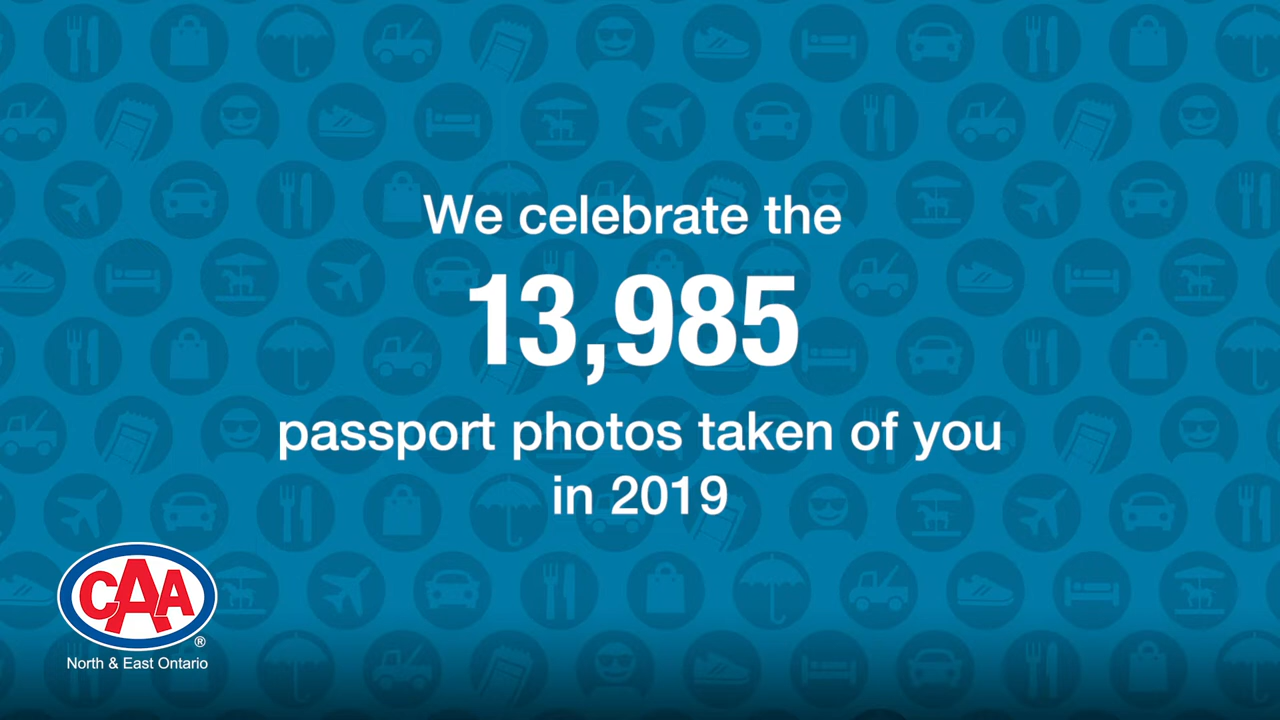 We celebrate the
13,985
passport photos taken of you
in 2019
CAA
®
North & East Ontario